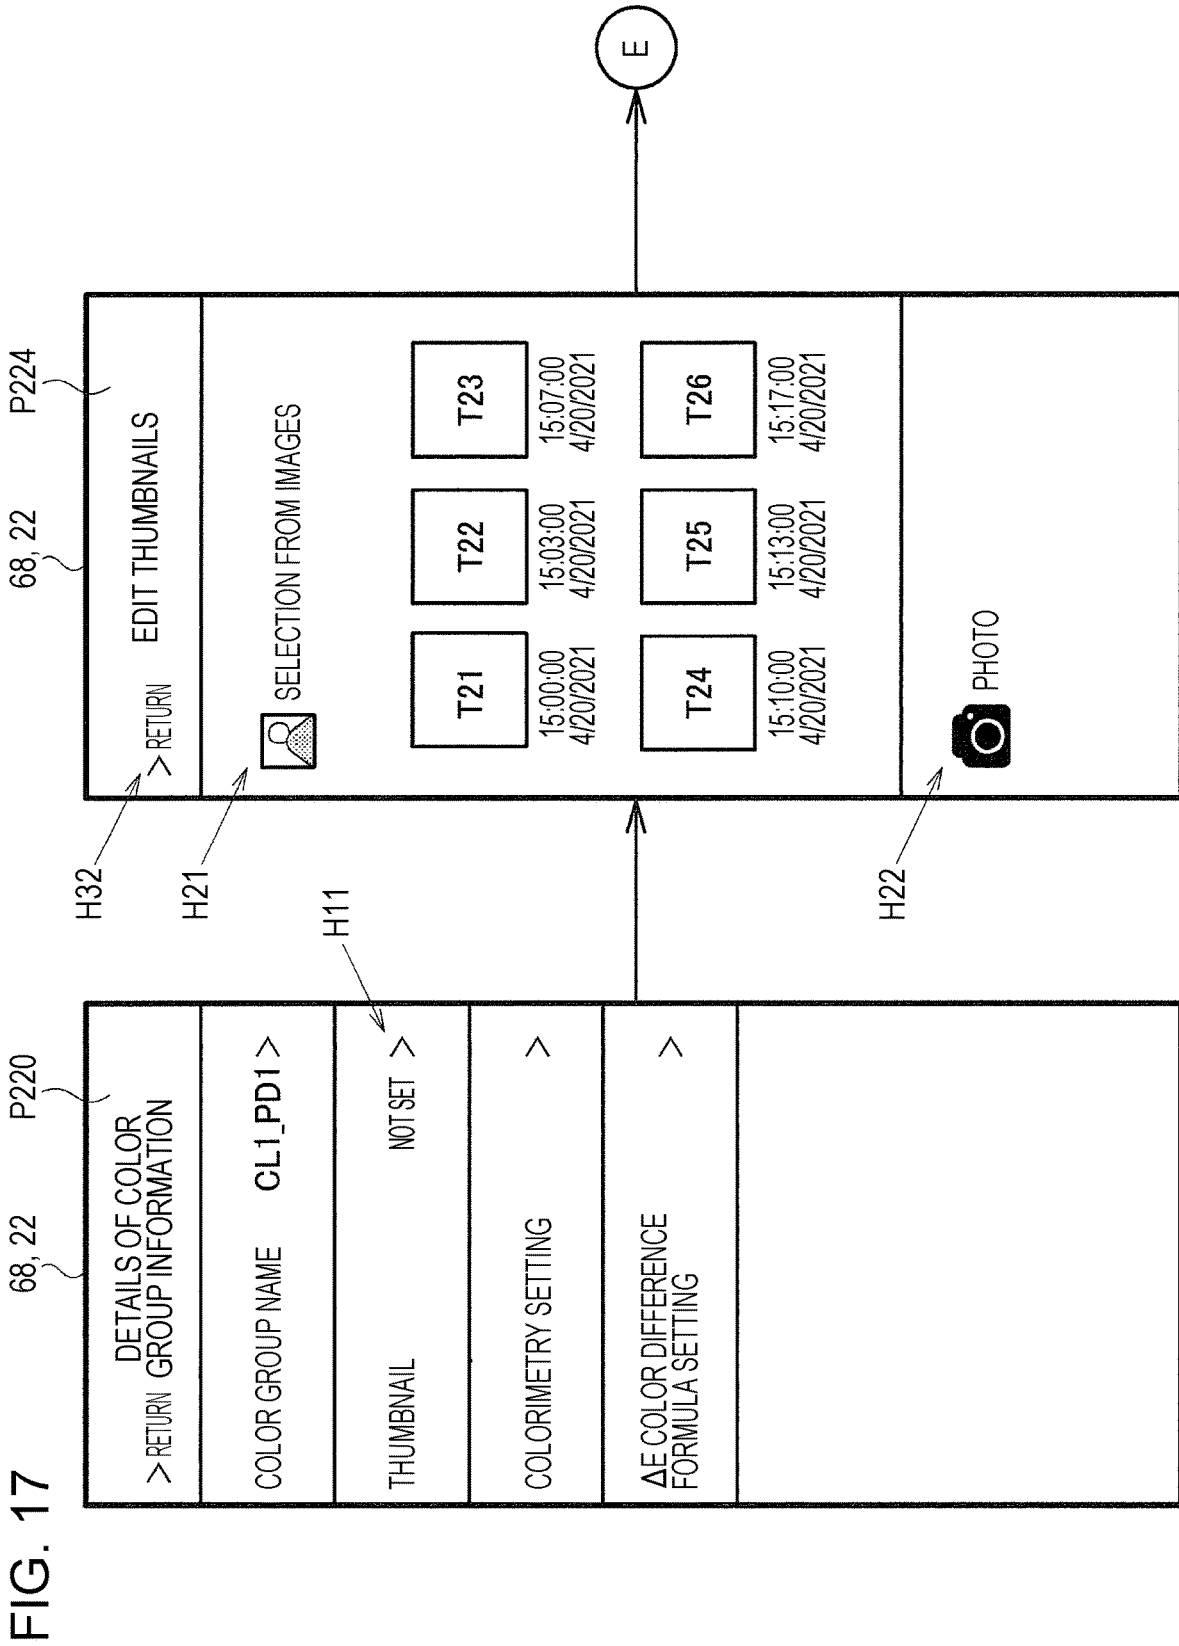 FIG. 17
68, 22
P220
DETAILS OF COLOR
>RETURN GROUP INFORMATION
COLOR GROUP NAME CL1_PD1 >
THUMBNAIL NOT SET >
H11
COLORIMETRY SETTING >
ΔE COLOR DIFFERENCE
FORMULA SETTING >
68, 22
P224
H32
>RETURN EDIT THUMBNAILS
H21
SELECTION FROM IMAGES
T21 T22 T23
15:00:00 15:03:00 15:07:00
4/20/2021 4/20/2021 4/20/2021
T24 T25 T26
15:10:00 15:13:00 15:17:00
4/20/2021 4/20/2021 4/20/2021
H22
PHOTO
E